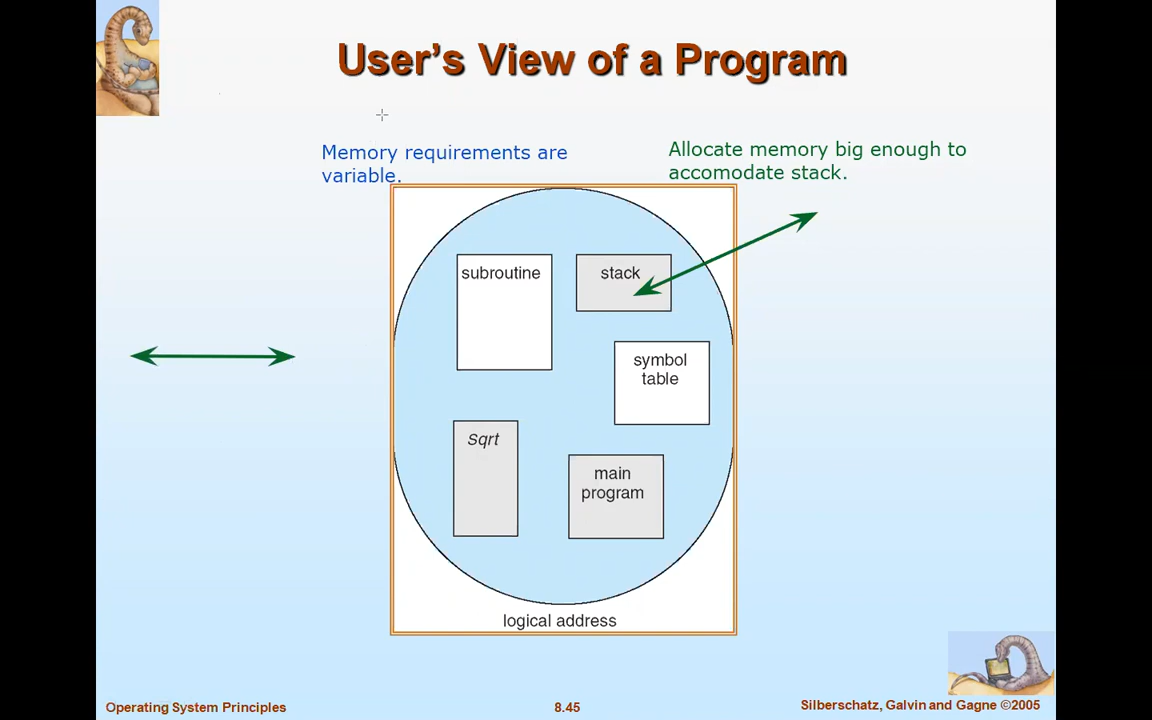 User's View of a Program
Memory requirements are
variable.
Allocate memory big enough to
accomodate stack.
subroutine
stack
symbol
table
Sqrt
main
program
logical address
Operating System Principles
8.45
Silberschatz, Galvin and Gagne ©2005